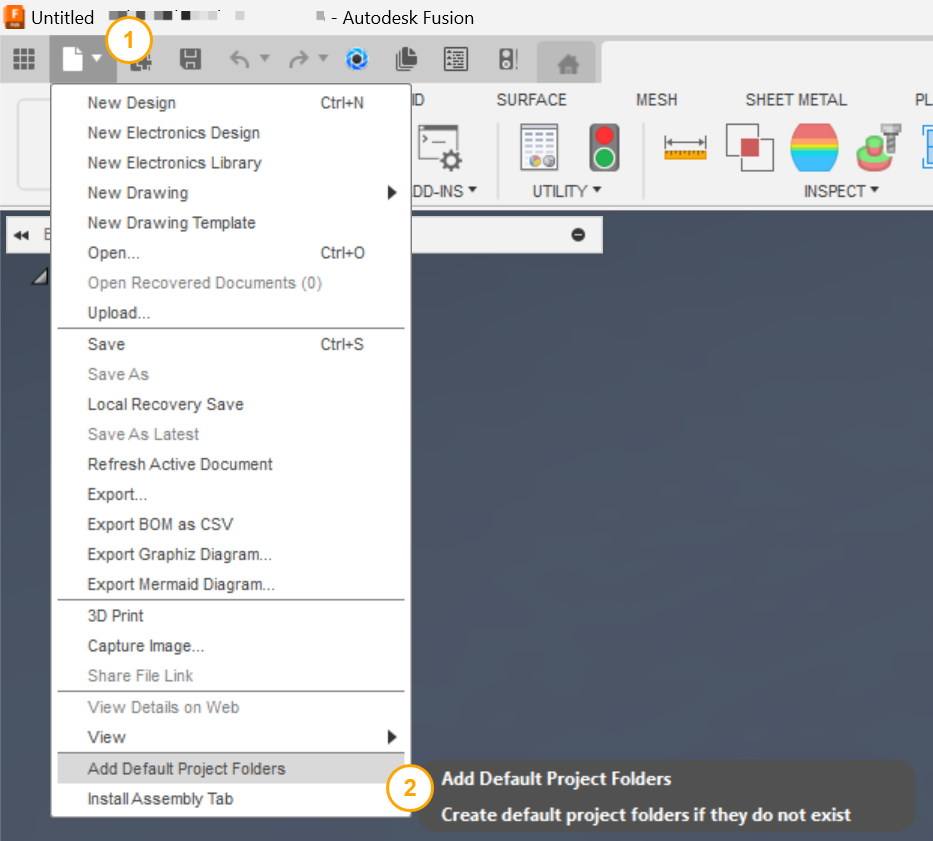 Untitled - Autodesk Fusion
1
SURFACE MESH SHEET METAL
UTILITY INSPECT
New Design Ctrl+N
New Electronics Design
New Electronics Library
New Drawing
New Drawing Template
Open... Ctrl+O
Open Recovered Documents (0)
Upload...
Save Ctrl+S
Save As
Local Recovery Save
Save As Latest
Refresh Active Document
Export...
Export BOM as CSV
Export Graphiz Diagram...
Export Mermaid Diagram...
3D Print
Capture Image...
Share File Link
View Details on Web
View
Add Default Project Folders
Install Assembly Tab
2
Add Default Project Folders
Create default project folders if they do not exist